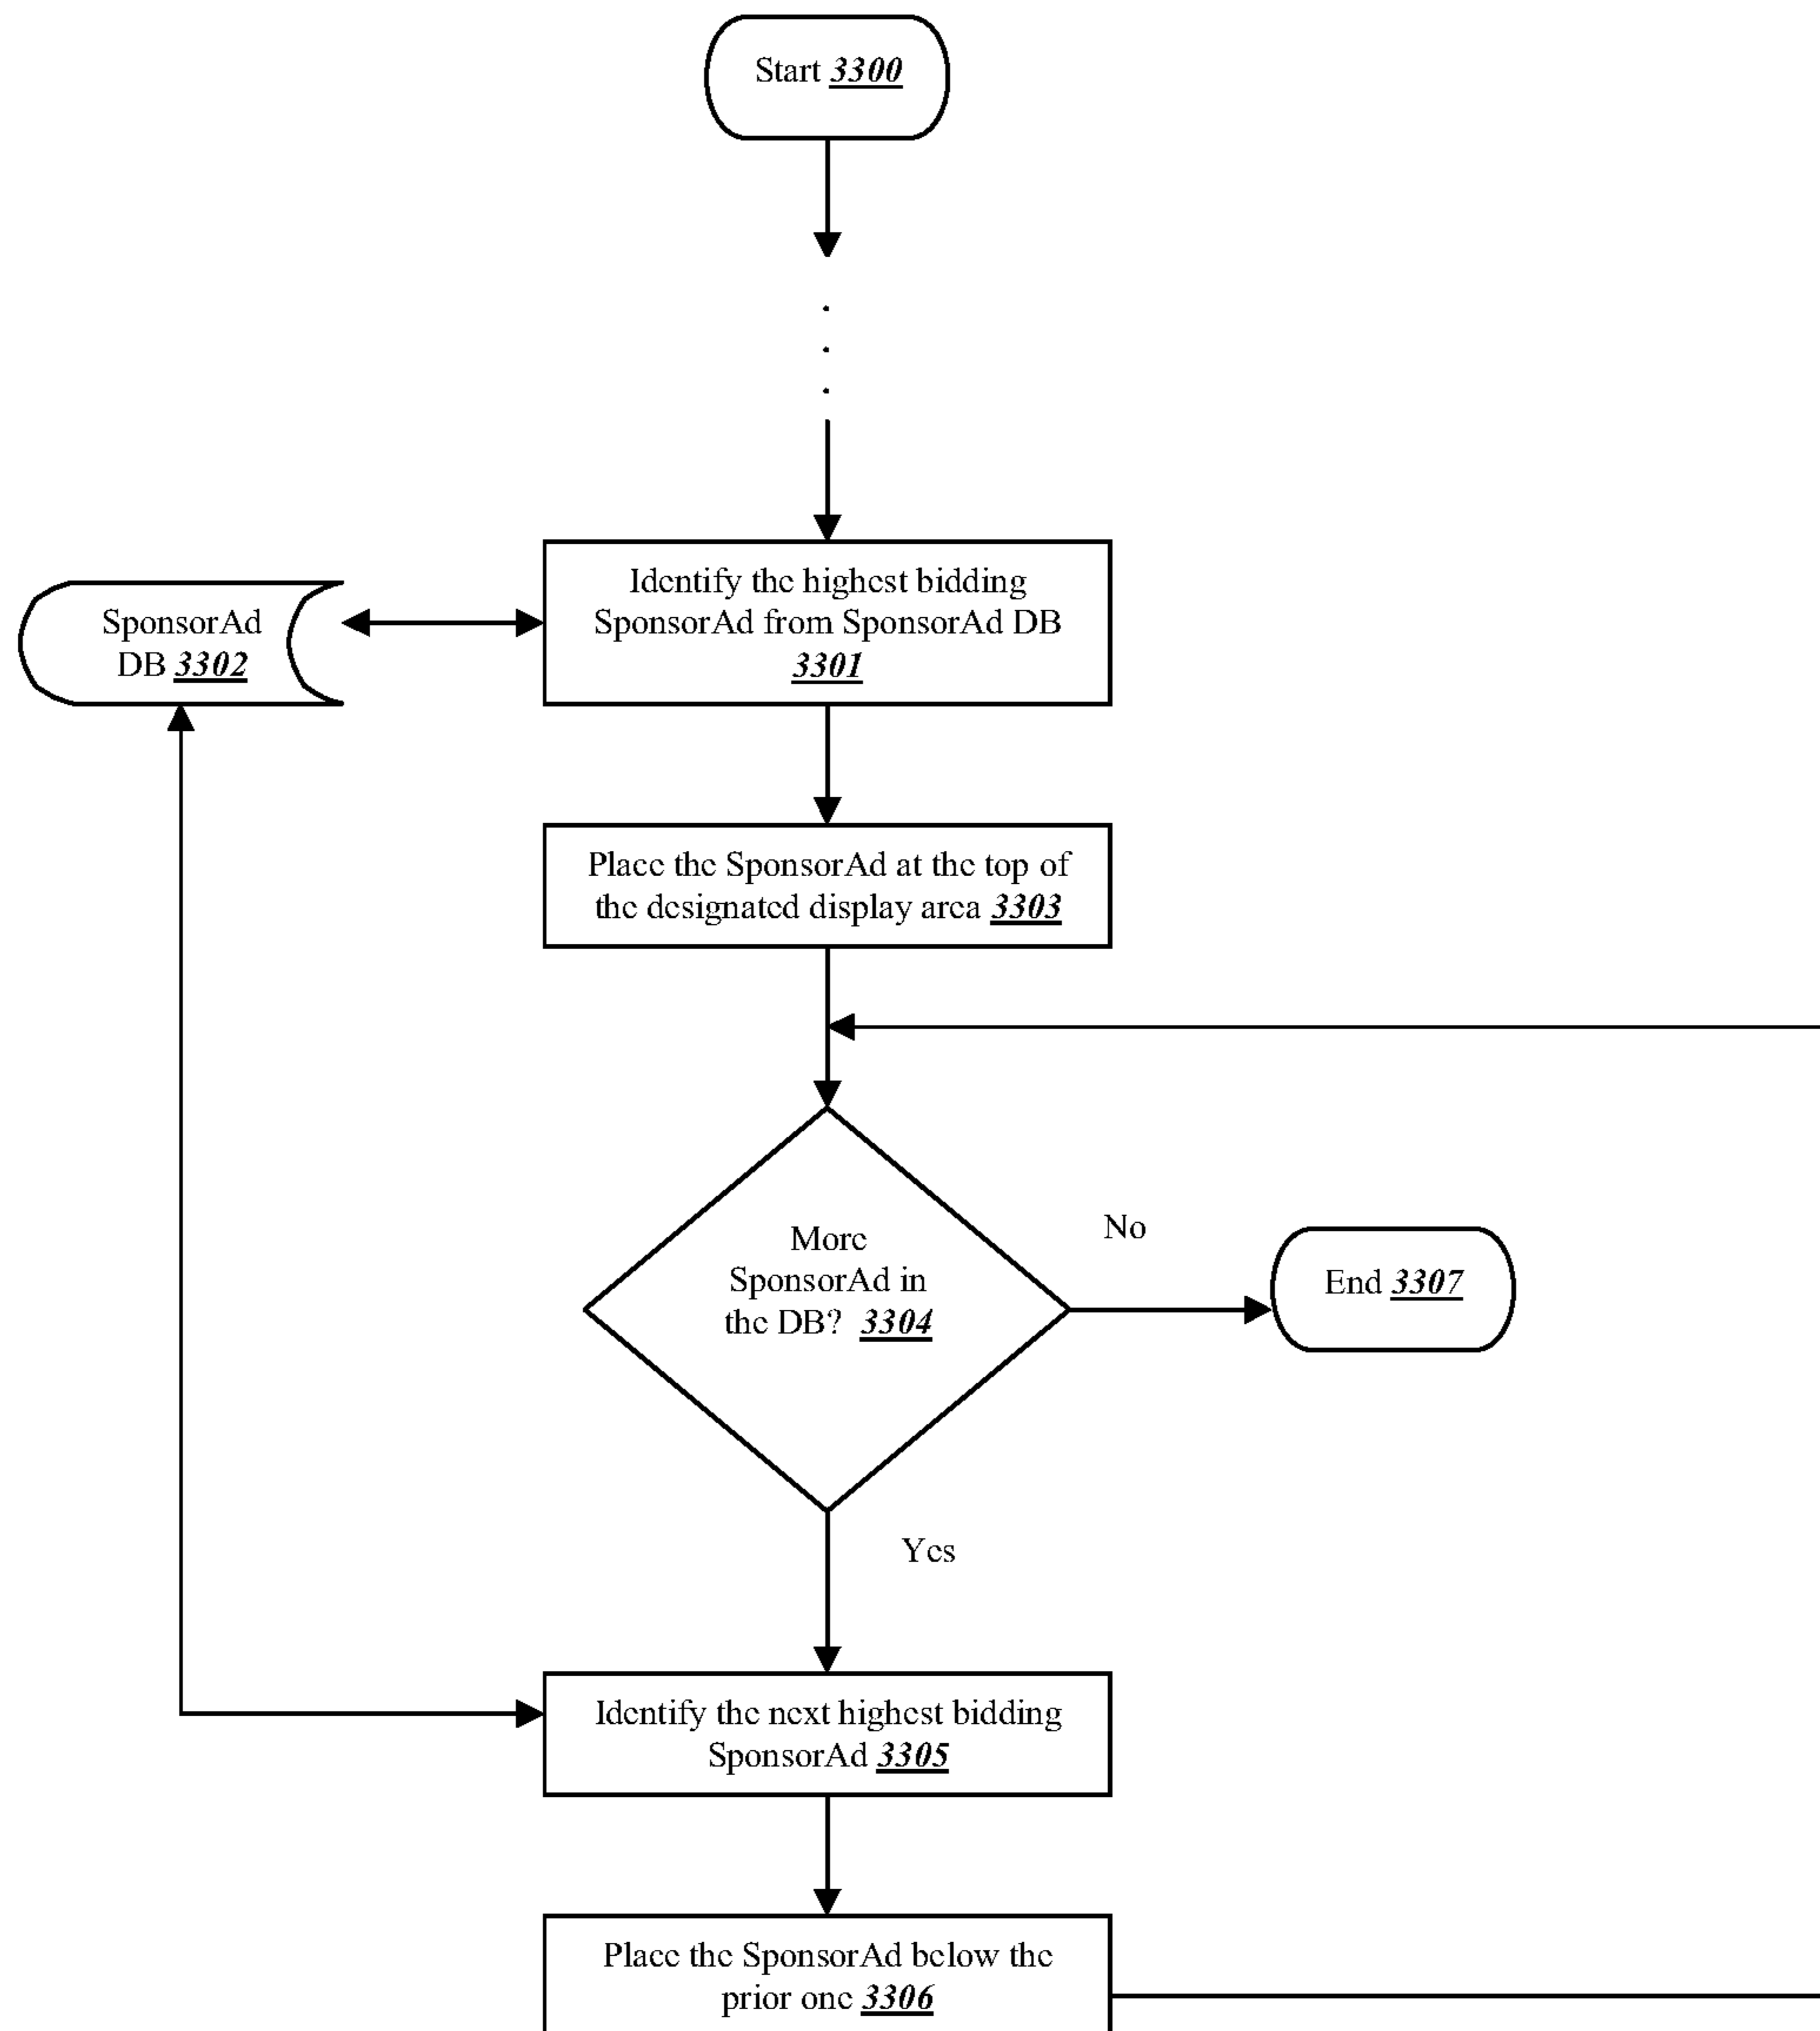 Start 3300
Identify the highest bidding
SponsorAd from SponsorAd DB
3301
SponsorAd
DB 3302
Place the SponsorAd at the top of
the designated display area 3303
More
SponsorAd in
the DB? 3304
No
End 3307
Yes
Identify the next highest bidding
SponsorAd 3305
Place the SponsorAd below the
prior one 3306